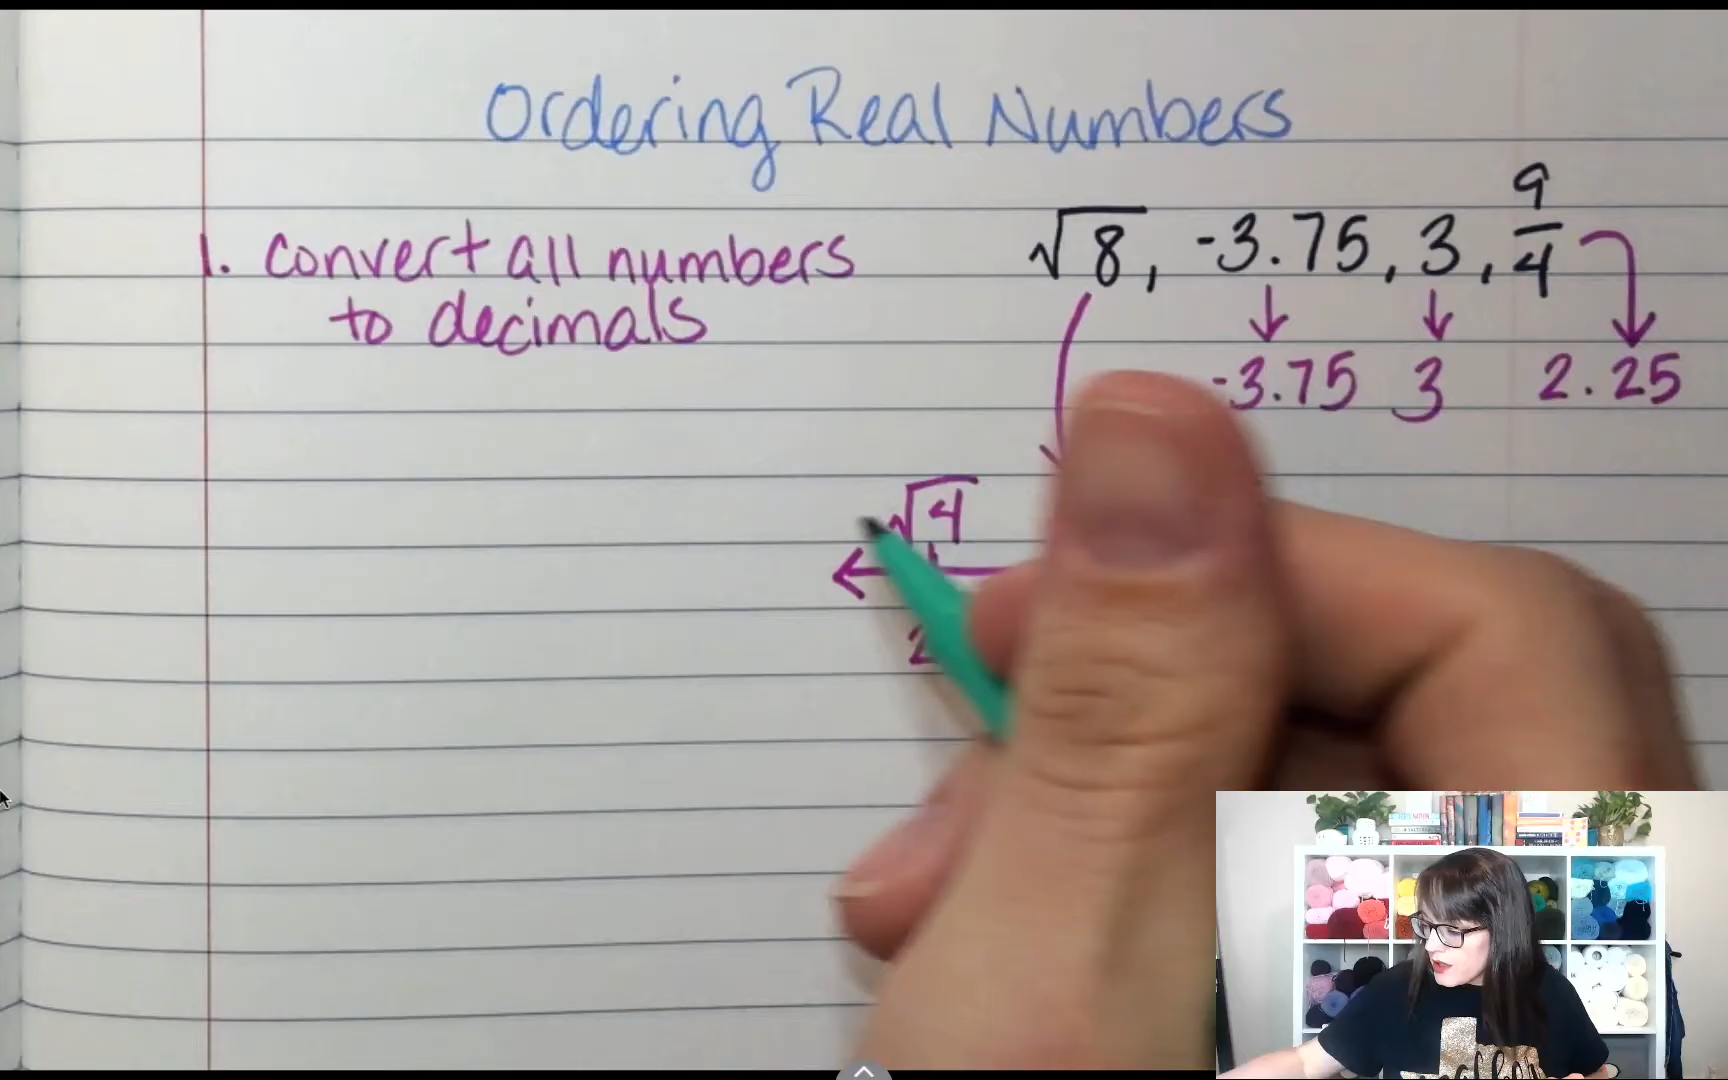 Ordering Real Numbers
1. convert all numbers
to decimals
√8, -3.75, 3, 9/4
-3.75 3 2.25
√4
2